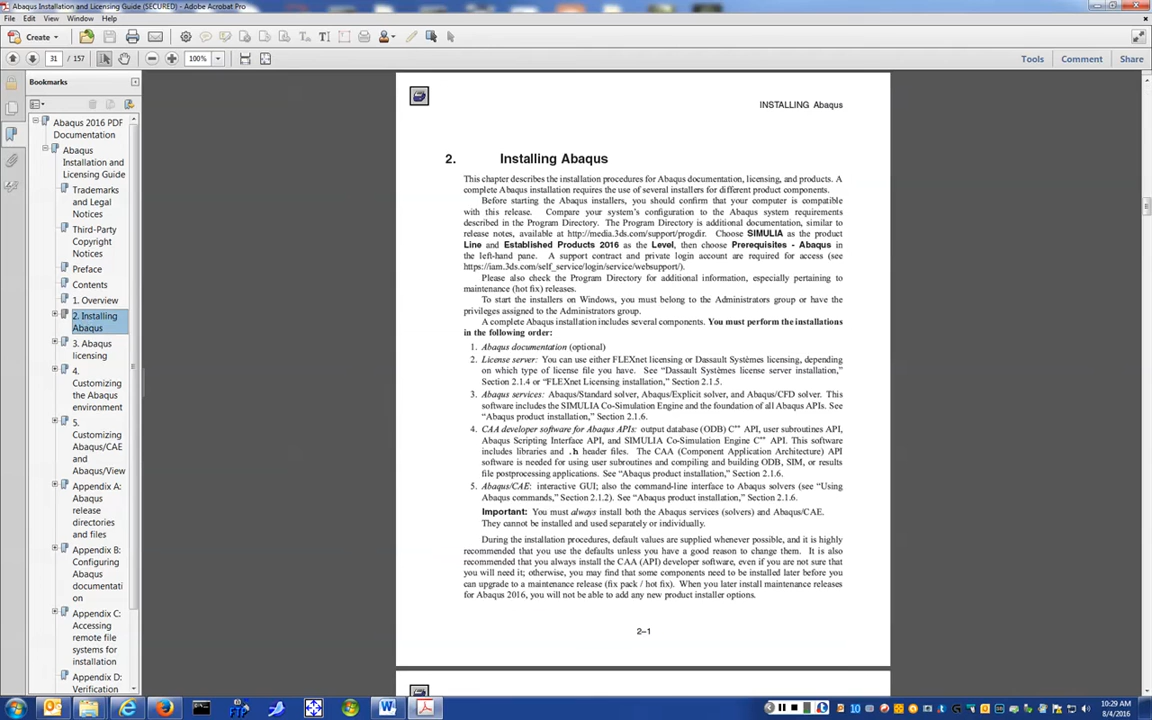 Abaqus Installation and Licensing Guide (SECURED) - Adobe Acrobat Pro
File Edit View Window Help
Create
31 / 157
100%
Tools Comment Share
Bookmarks
Abaqus 2016 PDF
Documentation
Abaqus
Installation and
Licensing Guide
Trademarks
and Legal
Notices
Third-Party
Copyright
Notices
Preface
Contents
1. Overview
2. Installing
Abaqus
3. Abaqus
licensing
4.
Customizing
the Abaqus
environment
5.
Customizing
Abaqus/CAE
and
Abaqus/View
Appendix A:
Abaqus
release
directories
and files
Appendix B:
Configuring
Abaqus
documentati
on
Appendix C:
Accessing
remote file
systems for
installation
Appendix D:
Verification
INSTALLING Abaqus
2. Installing Abaqus
This chapter describes the installation procedures for Abaqus documentation, licensing, and products. A
complete Abaqus installation requires the use of several installers for different product components.
Before starting the Abaqus installers, you should confirm that your computer is compatible
with this release. Compare your system's configuration to the Abaqus system requirements
described in the Program Directory. The Program Directory is additional documentation, similar to
release notes, available at http://media.3ds.com/support/progdir. Choose SIMULIA as the product
Line and Established Products 2016 as the Level, then choose Prerequisites - Abaqus in
the left-hand pane. A support contract and private login account are required for access (see
https://iam.3ds.com/self_service/login/service/websupport/).
Please also check the Program Directory for additional information, especially pertaining to
maintenance (hot fix) releases.
To start the installers on Windows, you must belong to the Administrators group or have the
privileges assigned to the Administrators group.
A complete Abaqus installation includes several components. You must perform the installations
in the following order:
1. Abaqus documentation (optional)
2. License server: You can use either FLEXnet licensing or Dassault Systèmes licensing, depending
on which type of license file you have. See “Dassault Systèmes license server installation,”
Section 2.1.4 or “FLEXnet Licensing installation,” Section 2.1.5.
3. Abaqus services: Abaqus/Standard solver, Abaqus/Explicit solver, and Abaqus/CFD solver. This
software includes the SIMULIA Co-Simulation Engine and the foundation of all Abaqus APIs. See
“Abaqus product installation,” Section 2.1.6.
4. CAA developer software for Abaqus APIs: output database (ODB) C++ API, user subroutines API,
Abaqus Scripting Interface API, and SIMULIA Co-Simulation Engine C++ API. This software
includes libraries and .h header files. The CAA (Component Application Architecture) API
software is needed for using user subroutines and compiling and building ODB, SIM, or results
file postprocessing applications. See “Abaqus product installation,” Section 2.1.6.
5. Abaqus/CAE: interactive GUI; also the command-line interface to Abaqus solvers (see “Using
Abaqus commands,” Section 2.1.2). See “Abaqus product installation,” Section 2.1.6.
Important: You must always install both the Abaqus services (solvers) and Abaqus/CAE.
They cannot be installed and used separately or individually.
During the installation procedures, default values are supplied whenever possible, and it is highly
recommended that you use the defaults unless you have a good reason to change them. It is also
recommended that you always install the CAA (API) developer software, even if you are not sure that
you will need it; otherwise, you may find that some components need to be installed later before you
can upgrade to a maintenance release (fix pack / hot fix). When you later install maintenance releases
for Abaqus 2016, you will not be able to add any new product installer options.
2–1
10:29 AM
8/4/2016